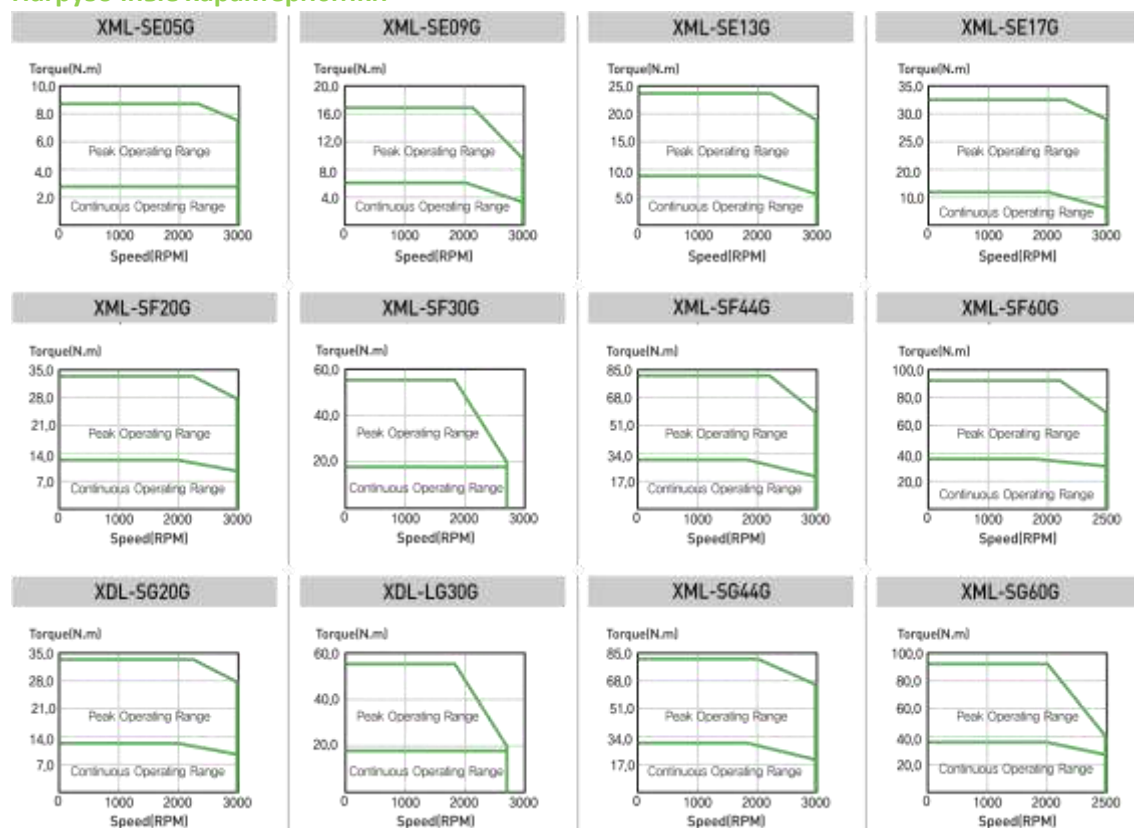 XML-SE05G XML-SE09G XML-SE13G XML-SE17G
Torque(N.m) Torque(N.m) Torque(N.m) Torque(N.m)
10,0 20,0 25,0 35,0
8,0 16,0 20,0 30,0
6,0 12,0 15,0 25,0
Peak Operating Range Peak Operating Range Peak Operating Range Peak Operating Range
4,0 8,0 10,0 20,0
2,0 4,0 5,0 10,0
Continuous Operating Range Continuous Operating Range Continuous Operating Range Continuous Operating Range
0 1000 2000 3000 0 1000 2000 3000 0 1000 2000 3000 0 1000 2000 3000
Speed(RPM) Speed(RPM) Speed(RPM) Speed(RPM)
XML-SF20G XML-SF30G XML-SF44G XML-SF60G
Torque(N.m) Torque(N.m) Torque(N.m) Torque(N.m)
35,0 60,0 85,0 100,0
28,0 68,0 80,0
21,0 40,0 51,0 60,0
Peak Operating Range Peak Operating Range Peak Operating Range Peak Operating Range
14,0 20,0 34,0 40,0
7,0 17,0 20,0
Continuous Operating Range Continuous Operating Range Continuous Operating Range Continuous Operating Range
0 1000 2000 3000 0 1000 2000 3000 0 1000 2000 3000 0 1000 2000 2500
Speed(RPM) Speed(RPM) Speed(RPM) Speed(RPM)
XDL-SG20G XDL-LG30G XML-SG44G XML-SG60G
Torque(N.m) Torque(N.m) Torque(N.m) Torque(N.m)
35,0 60,0 85,0 100,0
28,0 68,0 80,0
21,0 40,0 51,0 60,0
Peak Operating Range Peak Operating Range Peak Operating Range Peak Operating Range
14,0 20,0 34,0 40,0
7,0 17,0 20,0
Continuous Operating Range Continuous Operating Range Continuous Operating Range Continuous Operating Range
0 1000 2000 3000 0 1000 2000 3000 0 1000 2000 3000 0 1000 2000 2500
Speed(RPM) Speed(RPM) Speed(RPM) Speed(RPM)